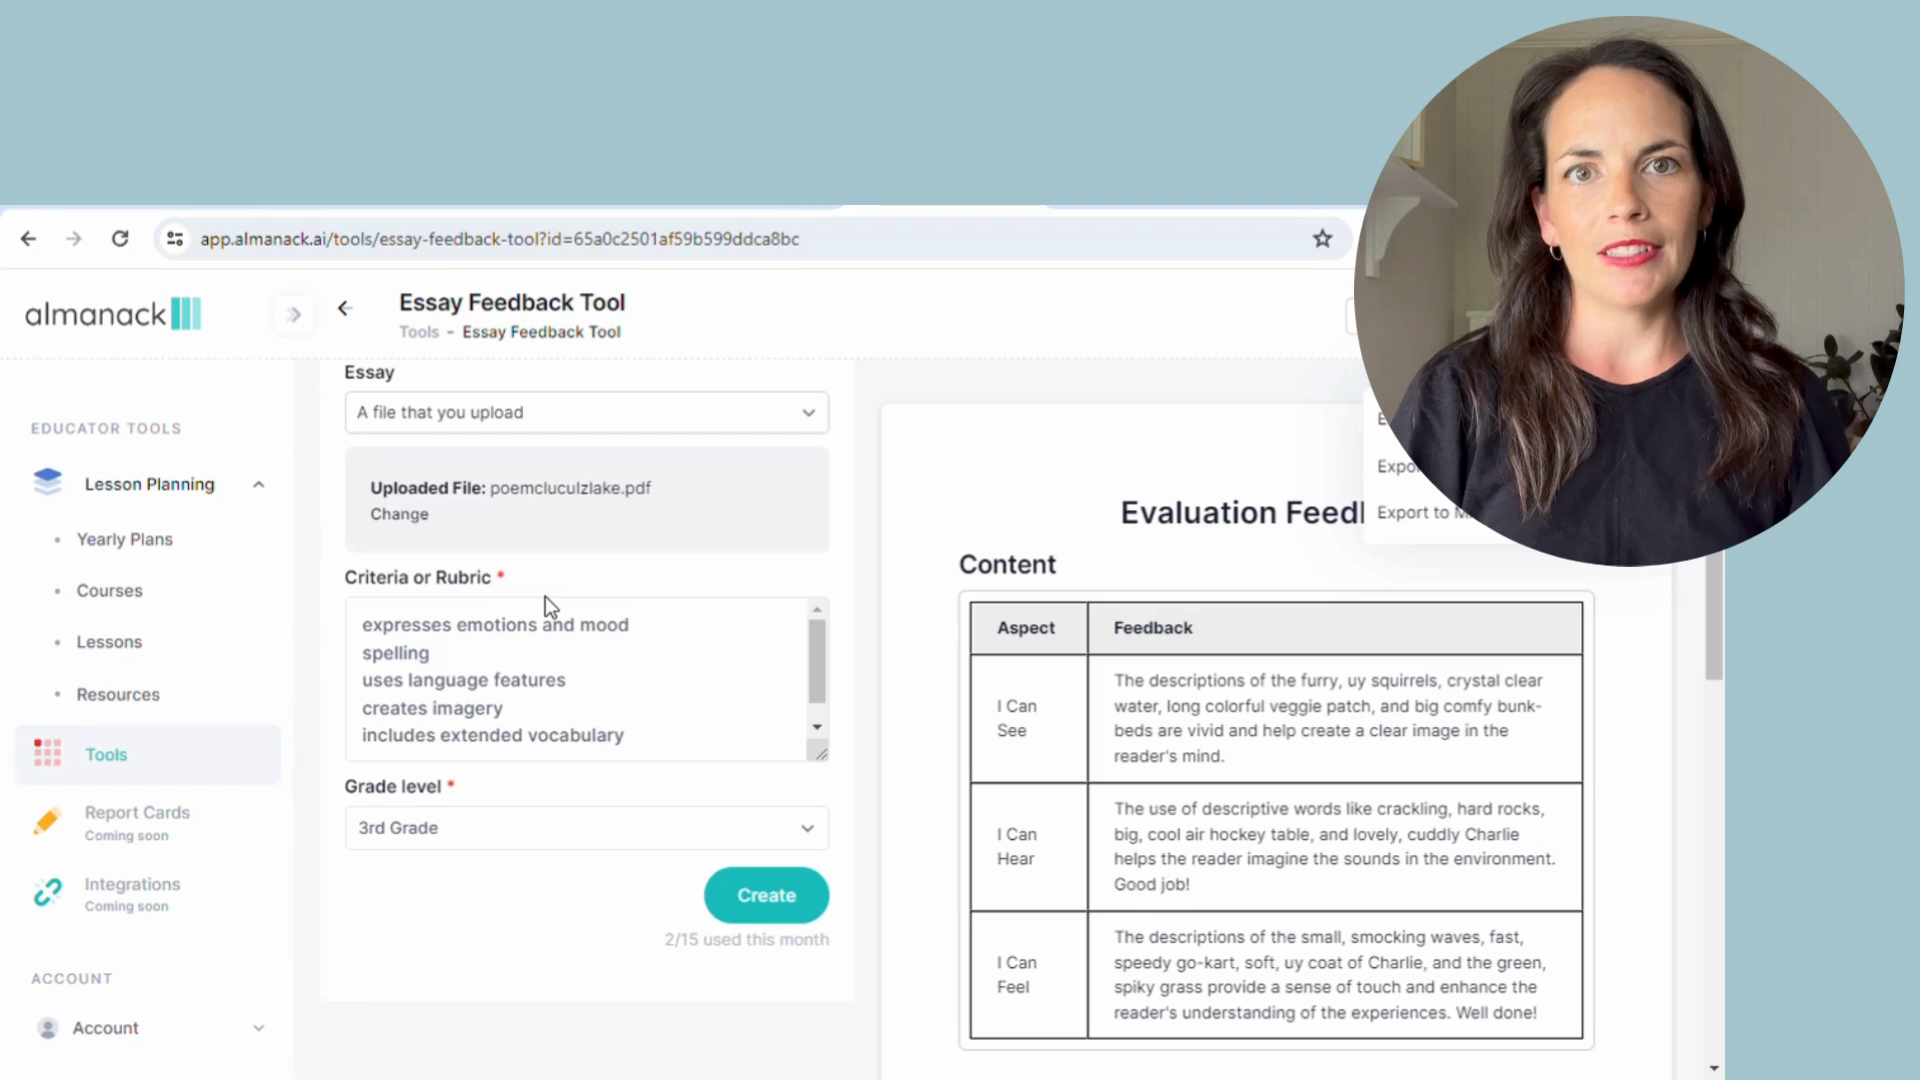 app.almanack.ai/tools/essay-feedback-tool?id=65a0c2501af59b599ddca8bc
almanack
Essay Feedback Tool
Tools - Essay Feedback Tool
EDUCATOR TOOLS
Lesson Planning
Yearly Plans
Courses
Lessons
Resources
Tools
Report Cards
Coming soon
Integrations
Coming soon
ACCOUNT
Account
Essay
A file that you upload
Uploaded File: poemcluculzlake.pdf
Change
Criteria or Rubric *
expresses emotions and mood
spelling
uses language features
creates imagery
includes extended vocabulary
Grade level *
3rd Grade
Create
2/15 used this month
Export to
Evaluation
Content
Aspect Feedback
I Can
See
The descriptions of the furry, uy squirrels, crystal clear
water, long colorful veggie patch, and big comfy bunk-
beds are vivid and help create a clear image in the
reader's mind.
I Can
Hear
The use of descriptive words like crackling, hard rocks,
big, cool air hockey table, and lovely, cuddly Charlie
helps the reader imagine the sounds in the environment.
Good job!
I Can
Feel
The descriptions of the small, smocking waves, fast,
speedy go-kart, soft, uy coat of Charlie, and the green,
spiky grass provide a sense of touch and enhance the
reader's understanding of the experiences. Well done!